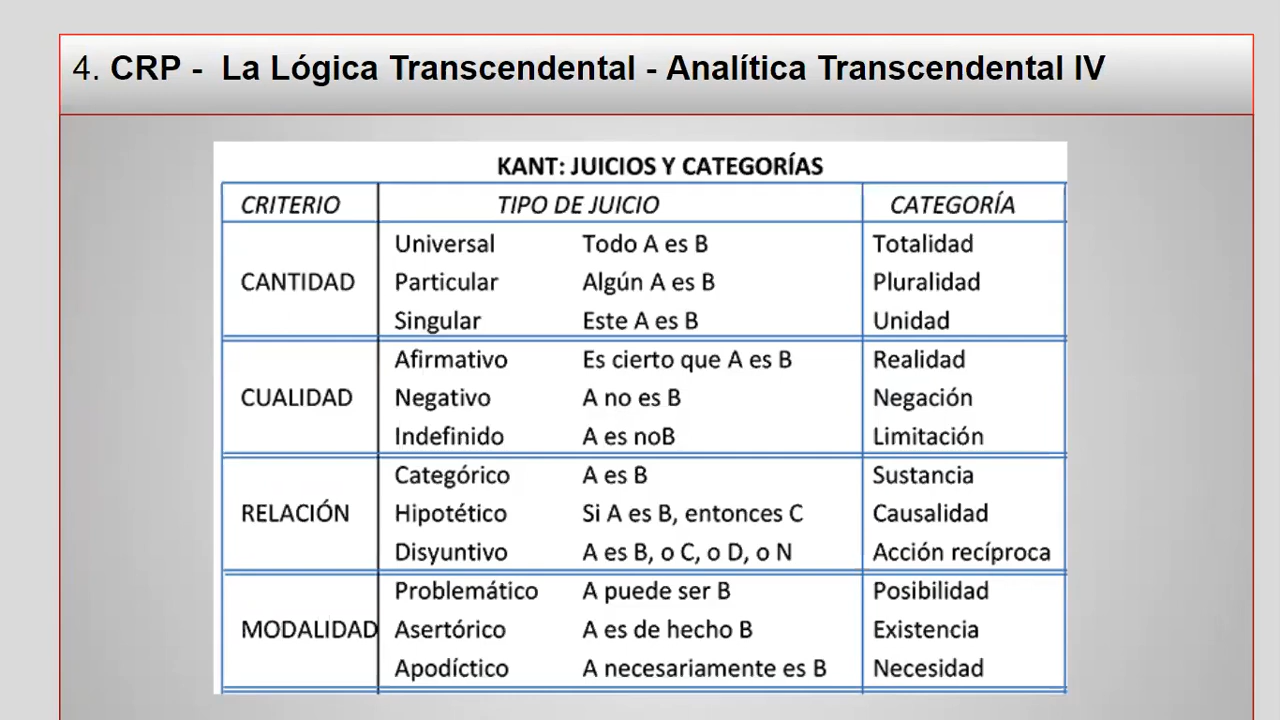 4. CRP - La Lógica Transcendental - Analítica Transcendental IV
KANT: JUICIOS Y CATEGORÍAS
CRITERIO TIPO DE JUICIO CATEGORÍA
Universal Todo A es B Totalidad
CANTIDAD Particular Algún A es B Pluralidad
Singular Este A es B Unidad
Afirmativo Es cierto que A es B Realidad
CUALIDAD Negativo A no es B Negación
Indefinido A es noB Limitación
Categórico A es B Sustancia
RELACIÓN Hipotético Si A es B, entonces C Causalidad
Disyuntivo A es B, o C, o D, o N Acción recíproca
Problemático A puede ser B Posibilidad
MODALIDAD Asertórico A es de hecho B Existencia
Apodíctico A necesariamente es B Necesidad